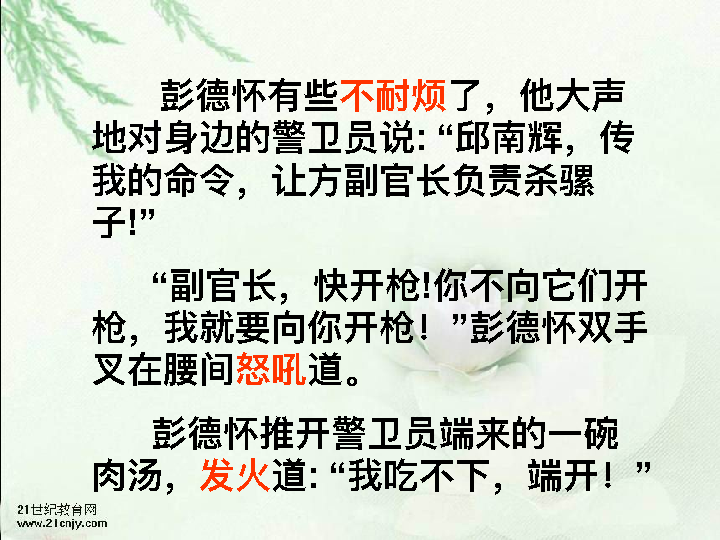 彭德怀有些不耐烦了，他大声
地对身边的警卫员说：“邱南辉，传
我的命令，让方副官长负责杀骡
子!”
“副官长，快开枪!你不向它们开
枪，我就要向你开枪！”彭德怀双手
叉在腰间怒吼道。
彭德怀推开警卫员端来的一碗
肉汤，发火道：“我吃不下，端开！”
21世纪教育网
www.21cnjy.com